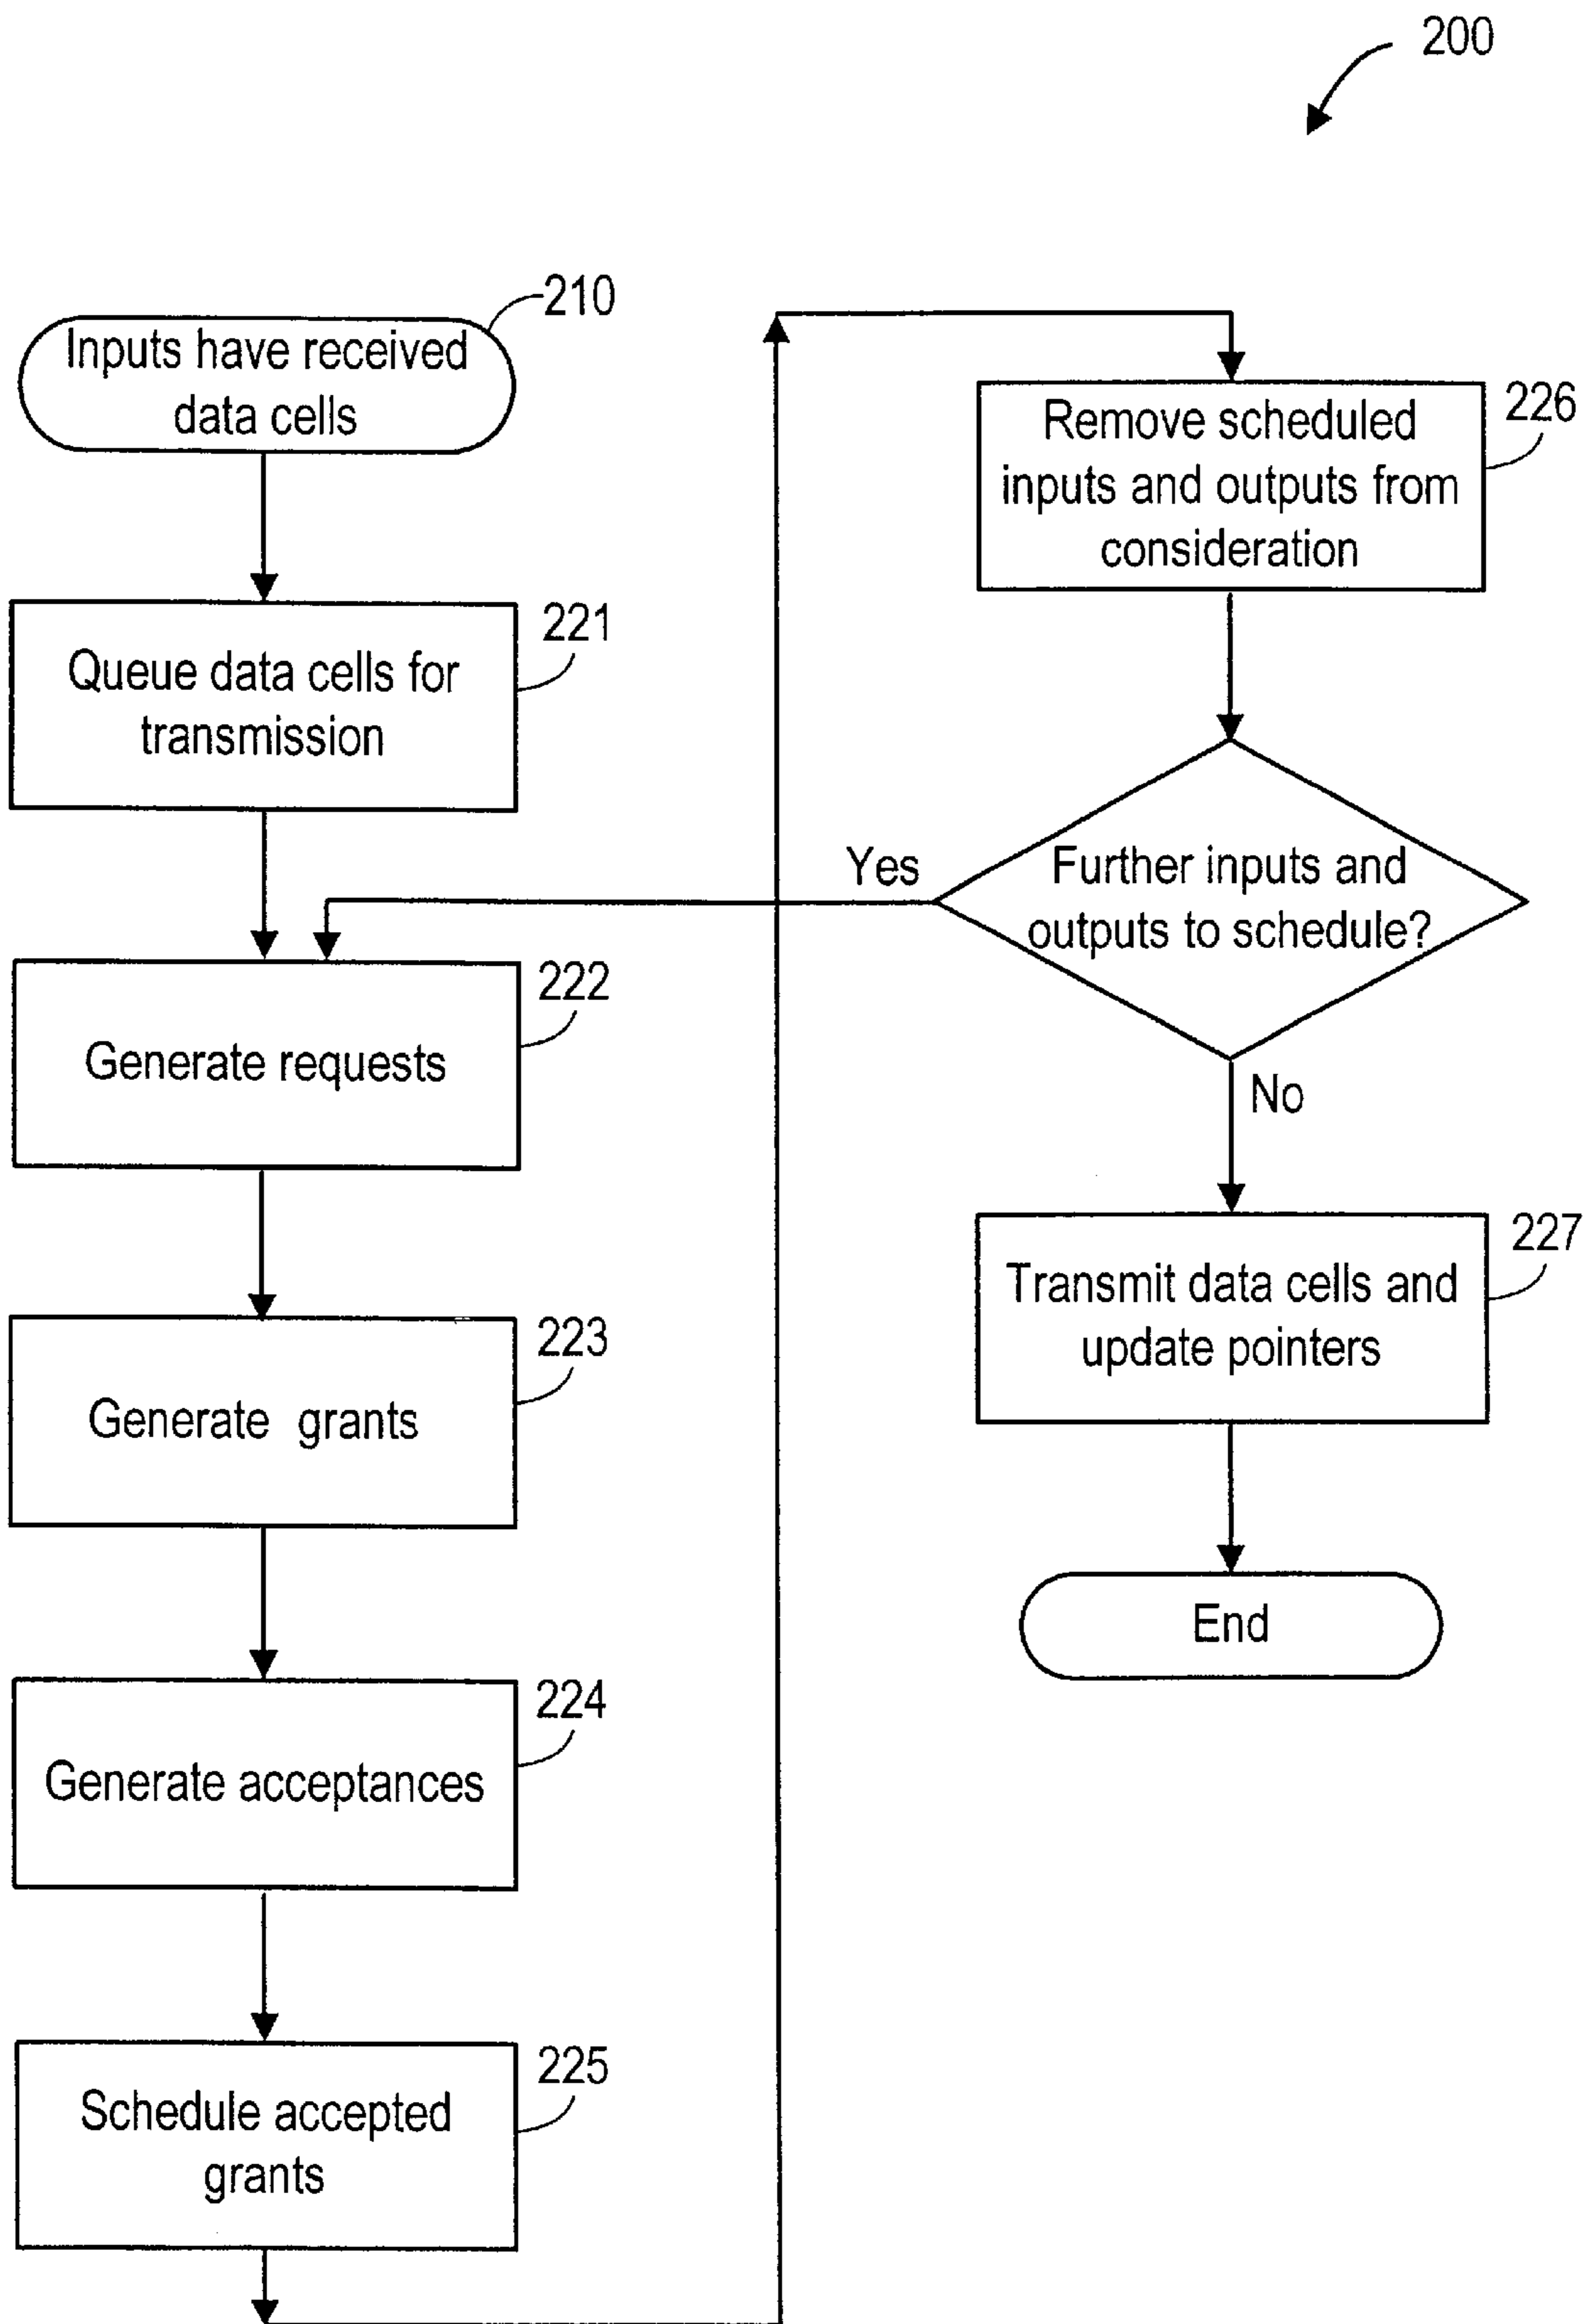 200
210
Inputs have received
data cells
221
Queue data cells for
transmission
222
Generate requests
223
Generate grants
224
Generate acceptances
225
Schedule accepted
grants
226
Remove scheduled
inputs and outputs from
consideration
Yes
Further inputs and
outputs to schedule?
No
227
Transmit data cells and
update pointers
End